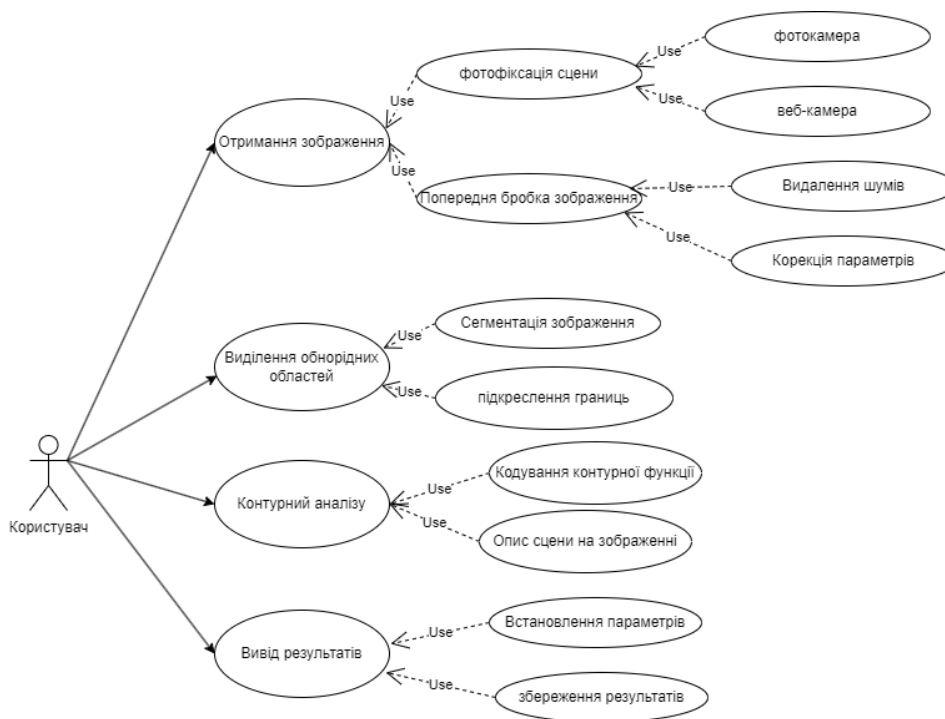 фотокамера
Use
фотофіксація сцени
Use
Use
веб-камера
Отримання зображення
Use
Use
Видалення шумів
Попередня бробка зображення
Use
Корекція параметрів
Сегментація зображення
Use
Виділення обнорідних
областей
Use
підкреслення границь
Користувач
Кодування контурної функції
Use
Контурний аналізу
Use
Опис сцени на зображенні
Встановлення параметрів
Use
Вивід результатів
Use
збереження результатів